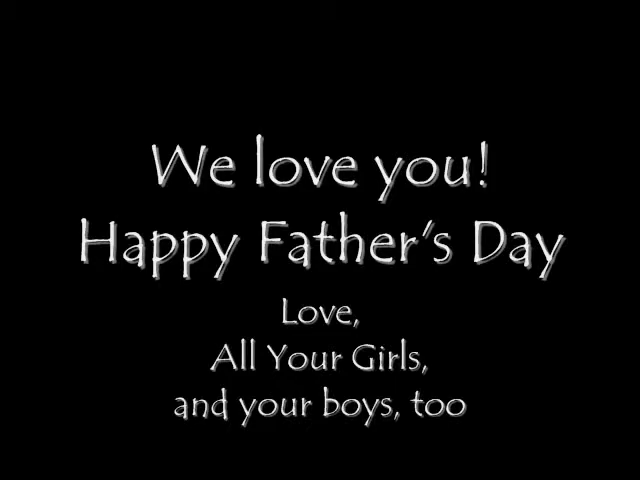 We love you!
Happy Father's Day
Love,
All Your Girls,
and your boys, too